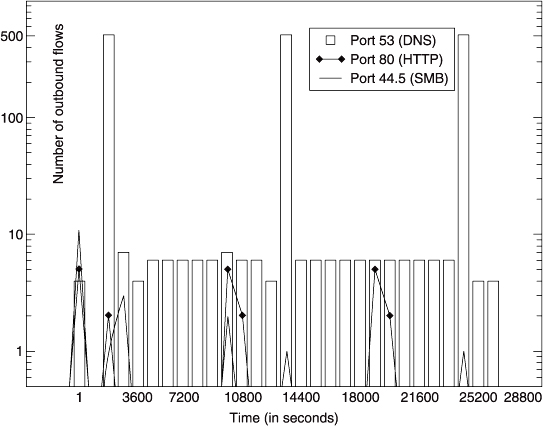 500
100
10
1
Number of outbound flows
Port 53 (DNS)
Port 80 (HTTP)
Port 44.5 (SMB)
1 3600 7200 10800 14400 18000 21600 25200 28800
Time (in seconds)